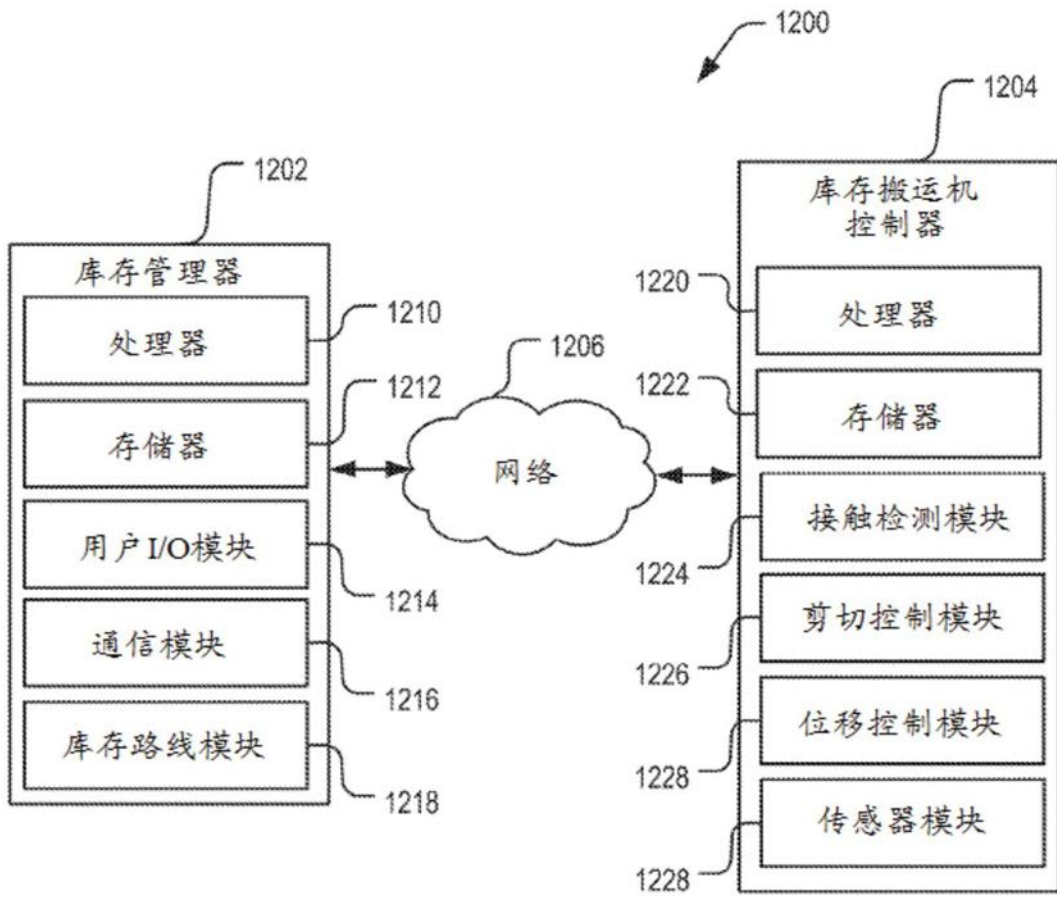 1200
1202
库存管理器
处理器
1210
存储器
1212
用户I/O模块
1214
通信模块
1216
库存路线模块
1218
1206
网络
1204
库存搬运机
控制器
1220
处理器
1222
存储器
1224
接触检测模块
1226
剪切控制模块
1228
位移控制模块
1228
传感器模块